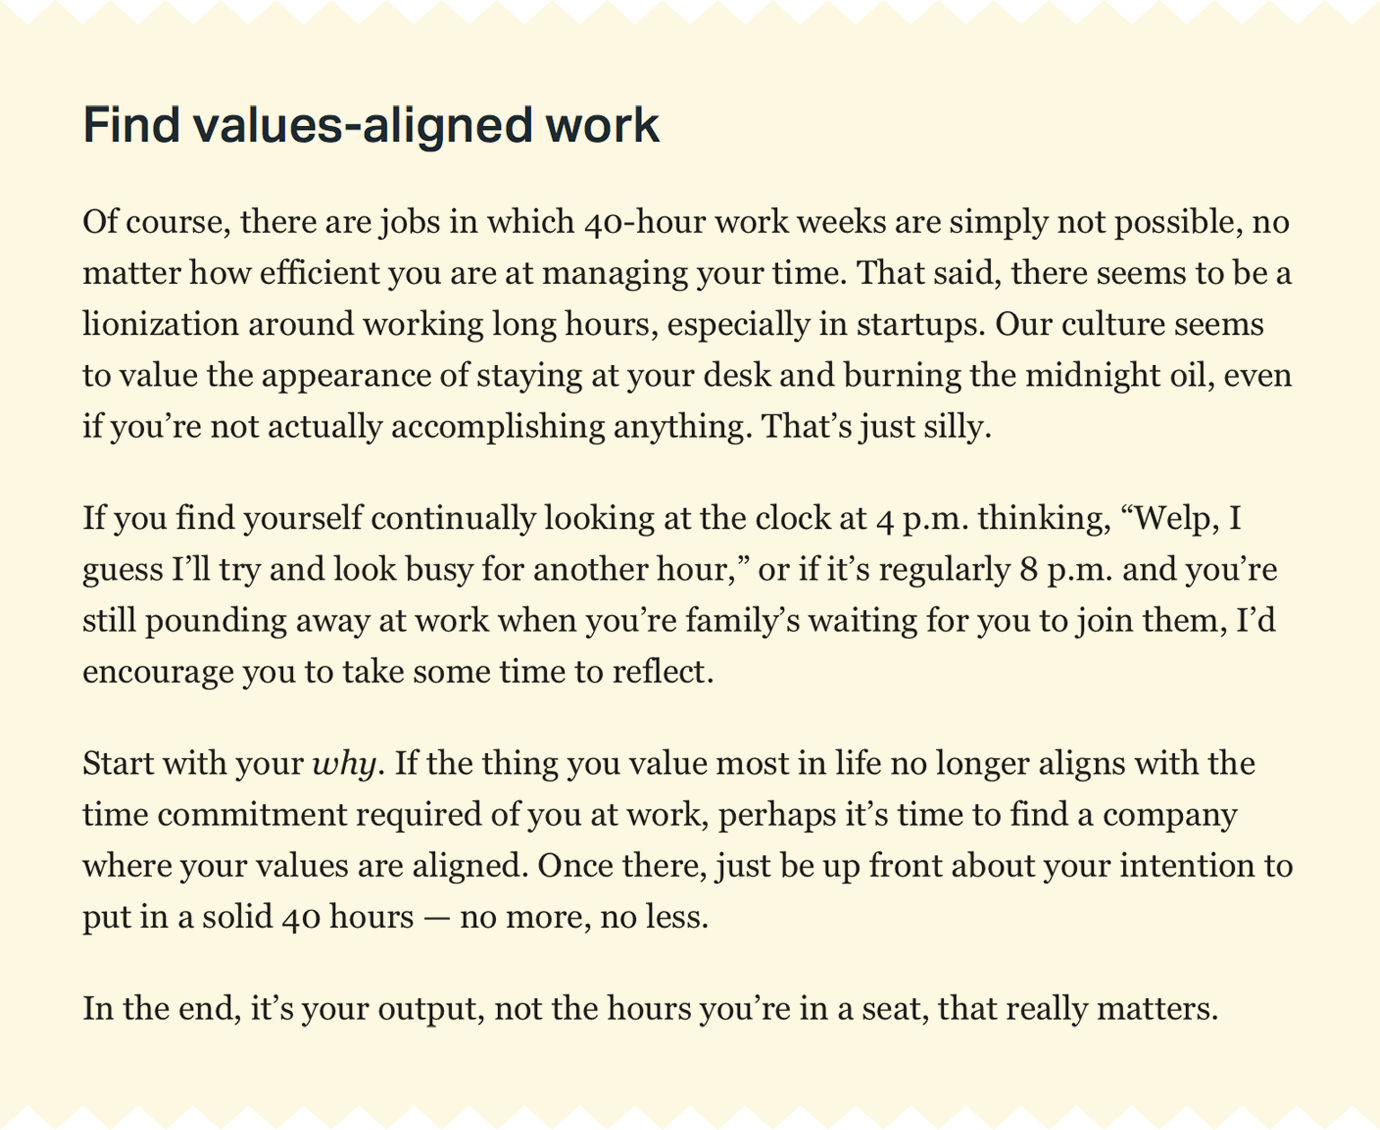 Find values-aligned work
Of course, there are jobs in which 40-hour work weeks are simply not possible, no
matter how efficient you are at managing your time. That said, there seems to be a
lionization around working long hours, especially in startups. Our culture seems
to value the appearance of staying at your desk and burning the midnight oil, even
if you’re not actually accomplishing anything. That’s just silly.
If you find yourself continually looking at the clock at 4 p.m. thinking, “Welp, I
guess I’ll try and look busy for another hour,” or if it’s regularly 8 p.m. and you’re
still pounding away at work when you’re family’s waiting for you to join them, I’d
encourage you to take some time to reflect.
Start with your why. If the thing you value most in life no longer aligns with the
time commitment required of you at work, perhaps it’s time to find a company
where your values are aligned. Once there, just be up front about your intention to
put in a solid 40 hours — no more, no less.
In the end, it’s your output, not the hours you’re in a seat, that really matters.